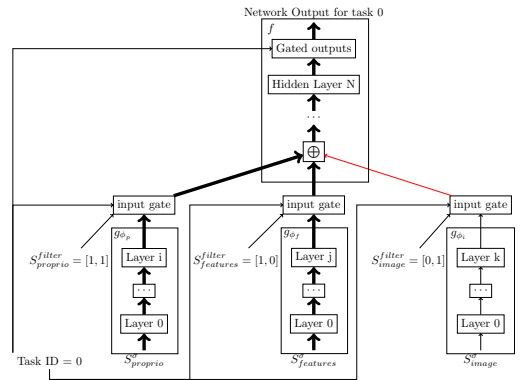 Network Output for task 0
f
Gated outputs
Hidden Layer N
...
⊕
input gate
input gate
input gate
g_{ϕ_p}
g_{ϕ_f}
g_{ϕ_i}
S^{filter}_{proprio} = [1, 1]
Layer i
S^{filter}_{features} = [1, 0]
Layer j
S^{filter}_{image} = [0, 1]
Layer k
...
...
...
Layer 0
Layer 0
Layer 0
S^{σ}_{proprio}
S^{σ}_{features}
S^{σ}_{image}
Task ID = 0